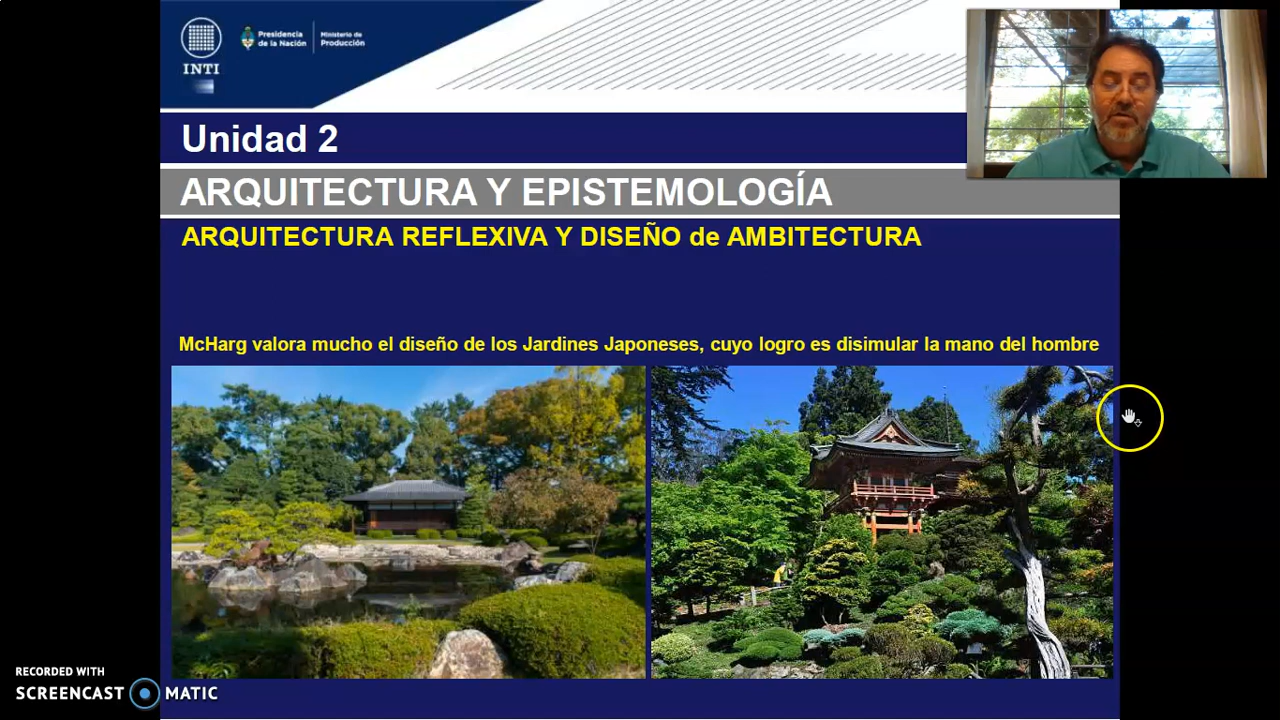 INTI
Presidencia
de la Nación
Ministerio de
Producción
Unidad 2
ARQUITECTURA Y EPISTEMOLOGÍA
ARQUITECTURA REFLEXIVA Y DISEÑO de AMBITECTURA
McHarg valora mucho el diseño de los Jardines Japoneses, cuyo logro es disimular la mano del hombre
RECORDED WITH
SCREENCAST MATIC